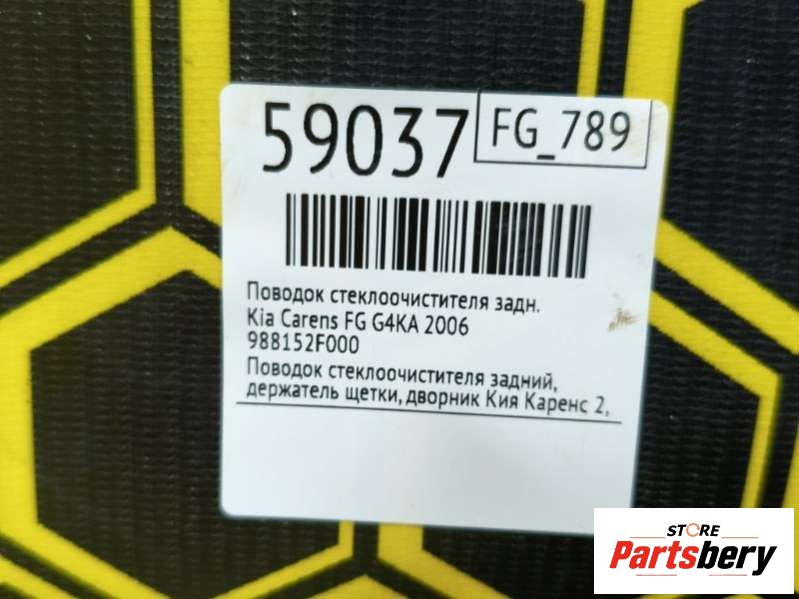 59037
FG_789
Поводок стеклоочистителя задн.
Kia Carens FG G4KA 2006
988152F000
Поводок стеклоочистителя задний,
держатель щетки, дворник Кия Каренс 2,
STORE
Partsbery